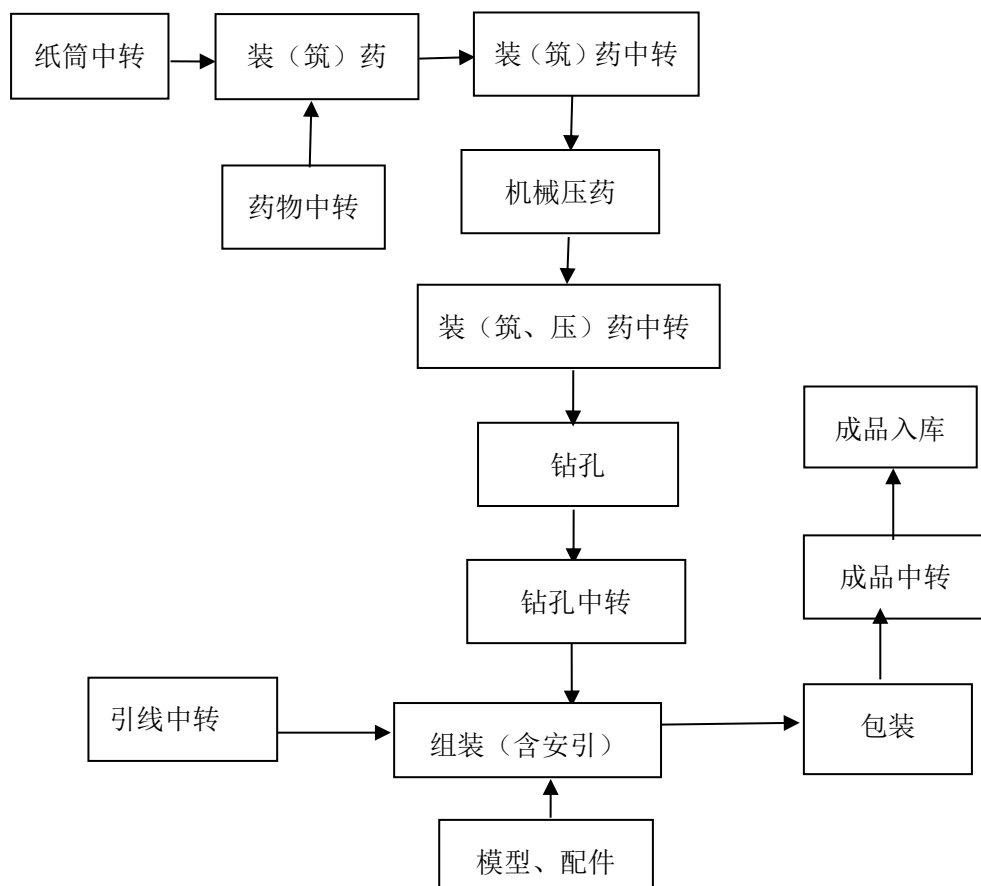 纸筒中转
装（筑）药
装（筑）药中转
药物中转
机械压药
装（筑、压）药中转
钻孔
成品入库
钻孔中转
成品中转
引线中转
组装（含安引）
包装
模型、配件